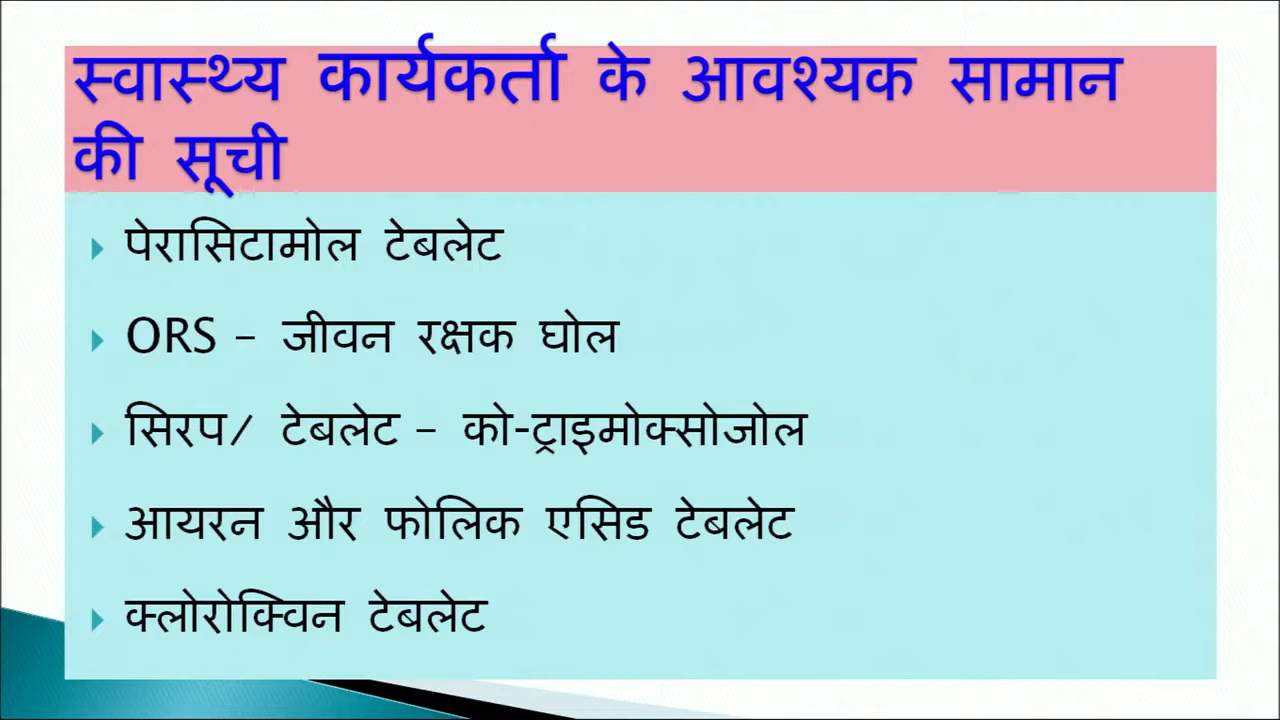 स्वास्थ्य कार्यकर्ता के आवश्यक सामान
की सूची
पेरासिटामोल टेबलेट
ORS – जीवन रक्षक घोल
सिरप/ टेबलेट – को-ट्राइमोक्सोजोल
आयरन और फोलिक एसिड टेबलेट
क्लोरोक्विन टेबलेट